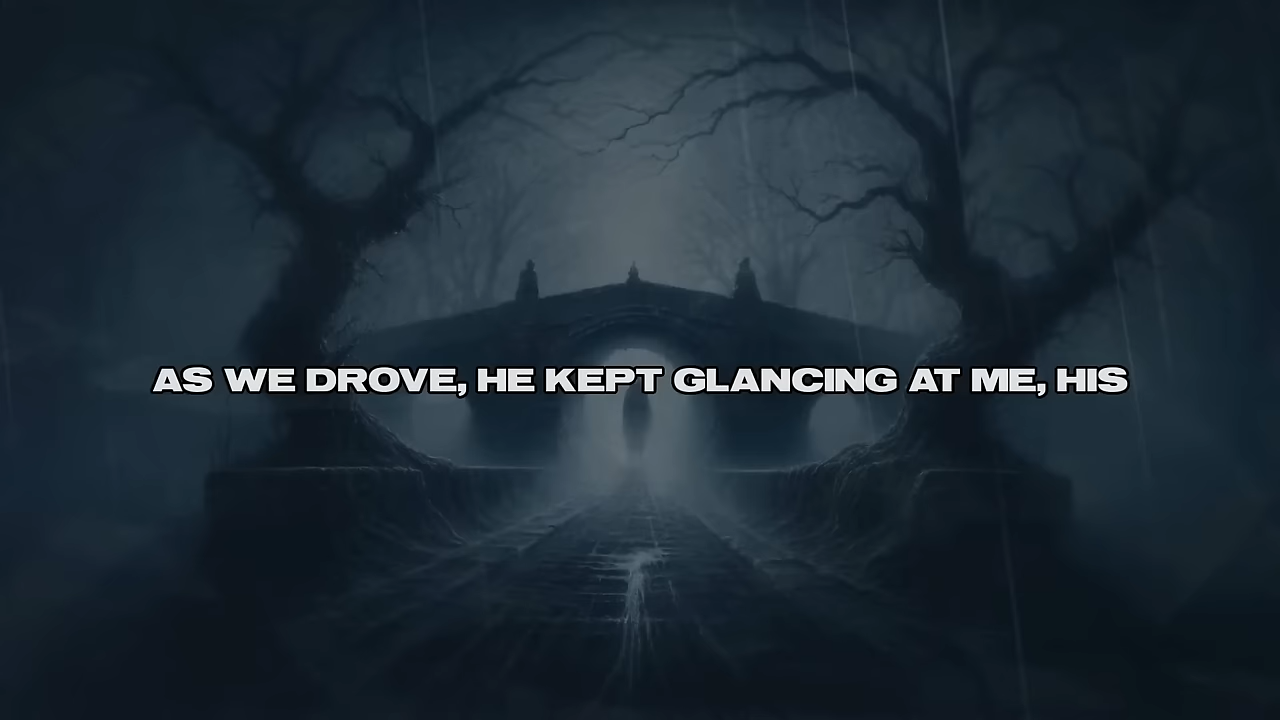 AS WE DROVE, HE KEPT GLANCING AT ME, HIS